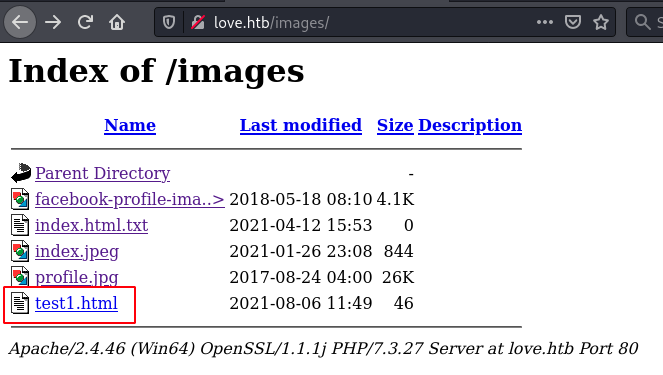 love.htb/images/
Index of /images
Name Last modified Size Description
Parent Directory -
facebook-profile-ima..> 2018-05-18 08:10 4.1K
index.html.txt 2021-04-12 15:53 0
index.jpeg 2021-01-26 23:08 844
profile.jpg 2017-08-24 04:00 26K
test1.html 2021-08-06 11:49 46
Apache/2.4.46 (Win64) OpenSSL/1.1.1j PHP/7.3.27 Server at love.htb Port 80